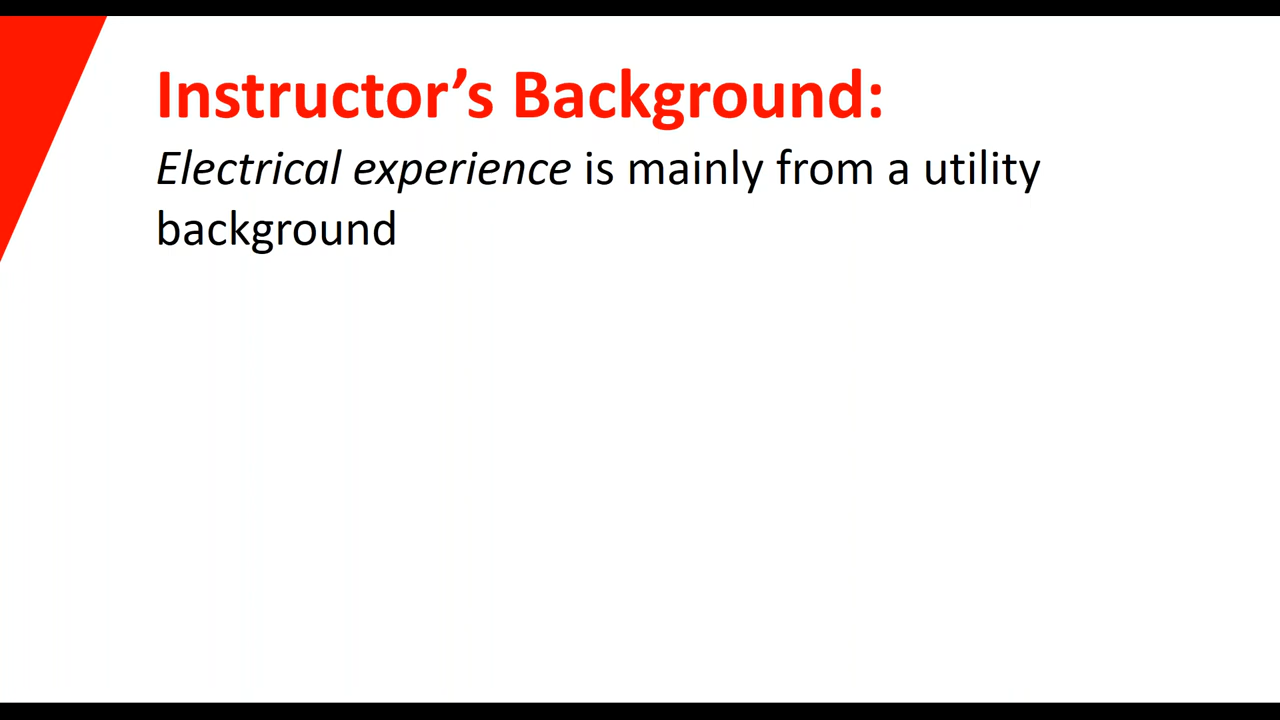 Instructor’s Background:
Electrical experience is mainly from a utility
background